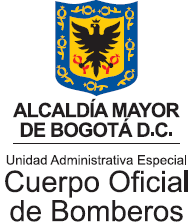 ALCALDÍA MAYOR
DE BOGOTÁ D.C.
Unidad Administrativa Especial
Cuerpo Oficial
de Bomberos